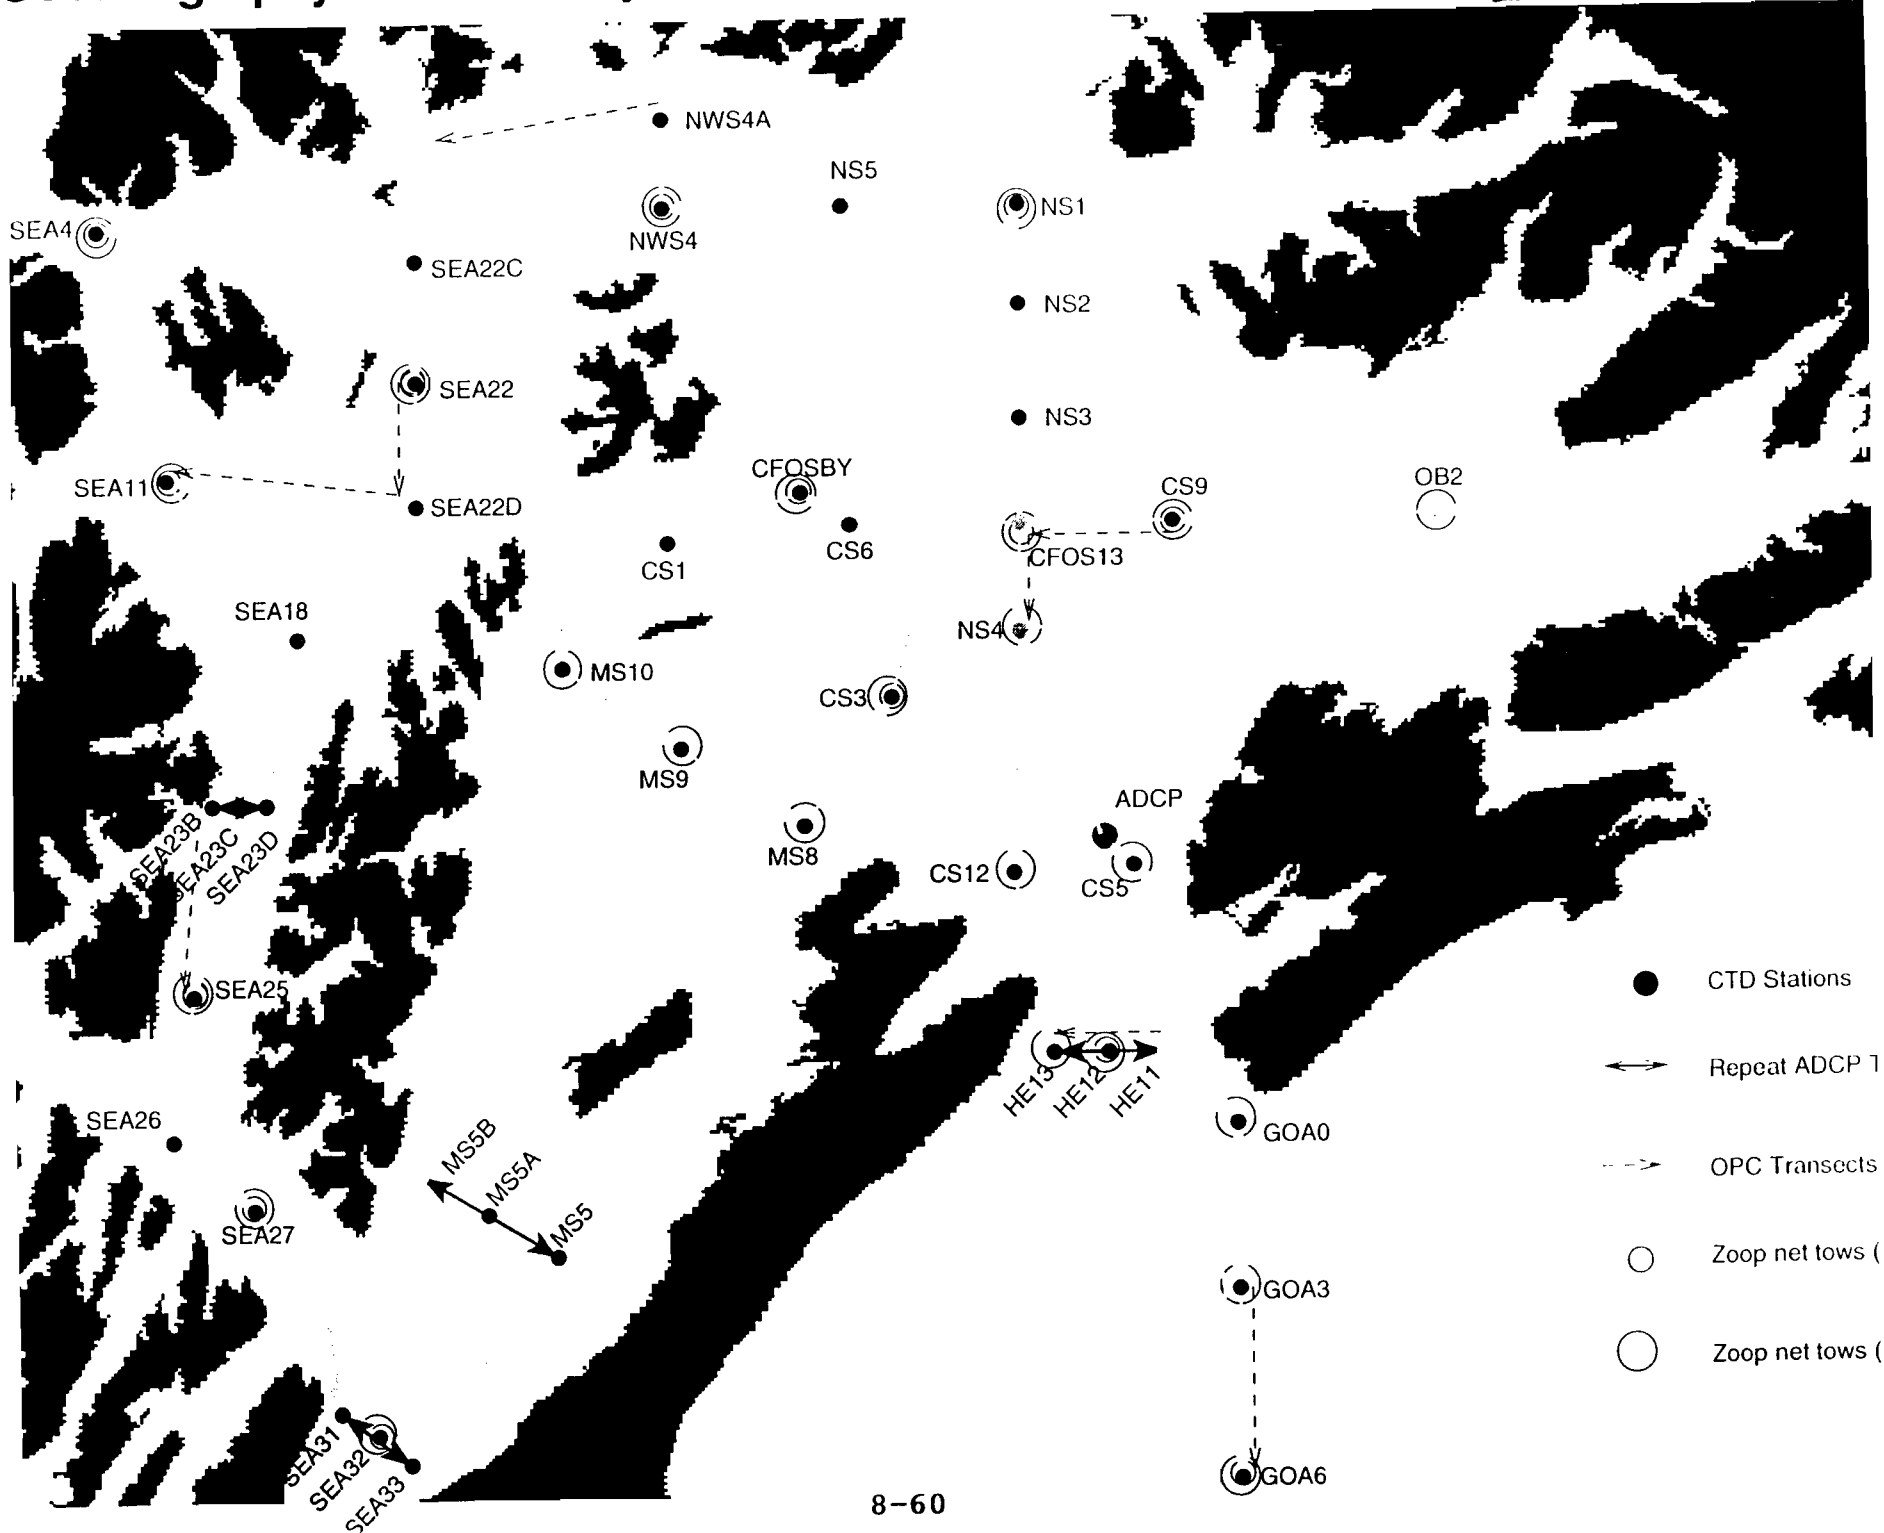 NWS4A
NS5
NS1
SEA4
NWS4
SEA22C
NS2
SEA22
NS3
CFOSBY
OB2
SEA11
CS9
SEA22D
CS6
CFOS13
CS1
SEA18
NS4
MS10
CS3
MS9
ADCP
SEA23B
SEA23C
SEA23D
MS8
CS12
CS5
SEA25
CTD Stations
Repeat ADCP
HE13
HE12
HE11
SEA26
GOA0
MS5B
MS5A
OPC Transects
MS5
SEA27
Zoop net tows (
GOA3
Zoop net tows (
SEA31
SEA32
SEA33
GOA6
8-60